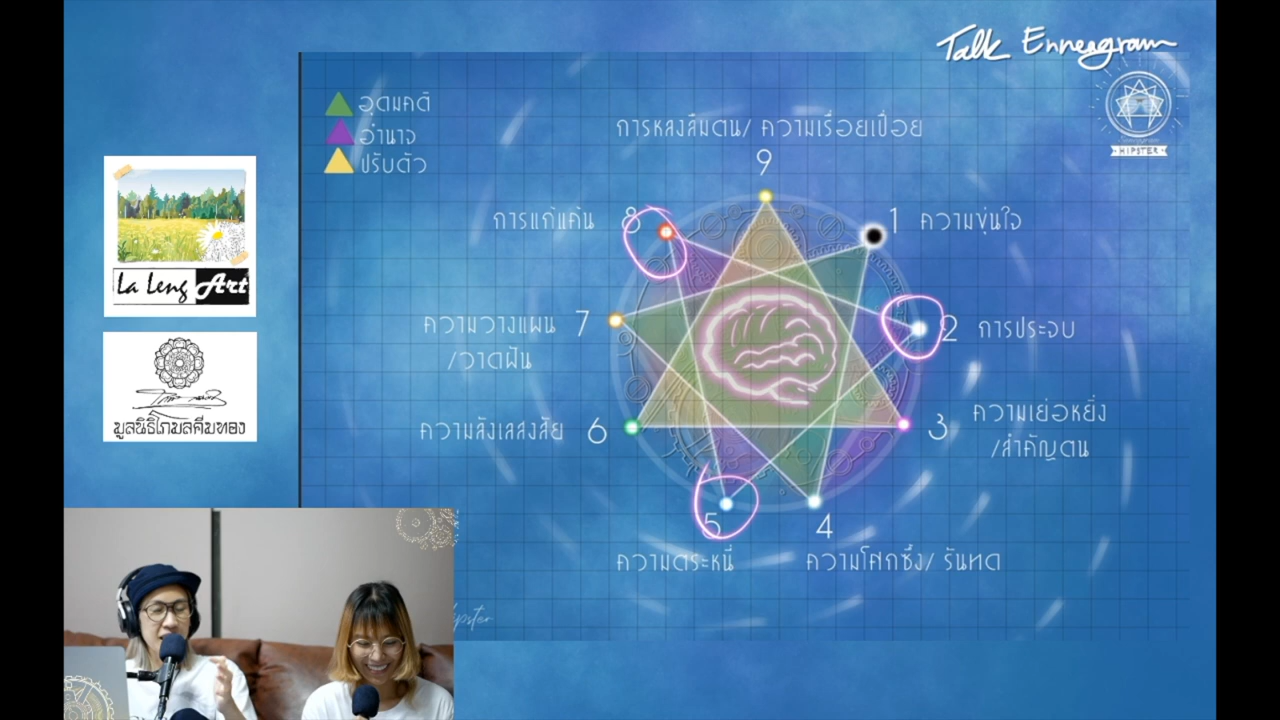 Talk Enneagram
HIPSTER
อุดมคติ
อำนาจ
ปรับตัว
การหลงลืมตน/ ความเรื่อยเปื่อย
9
การแก้แค้น 8
1 ความขุ่นใจ
ความวางแผน 7
/วาดฝัน
2 การประจบ
ความลังเลสงสัย 6
3 ความเย่อหยิ่ง
/สำคัญตน
5
4
ความตระหนี่
ความโศกซึ้ง/ รันทด
La Leng Art
มูลนิธิโกมลคีมทอง